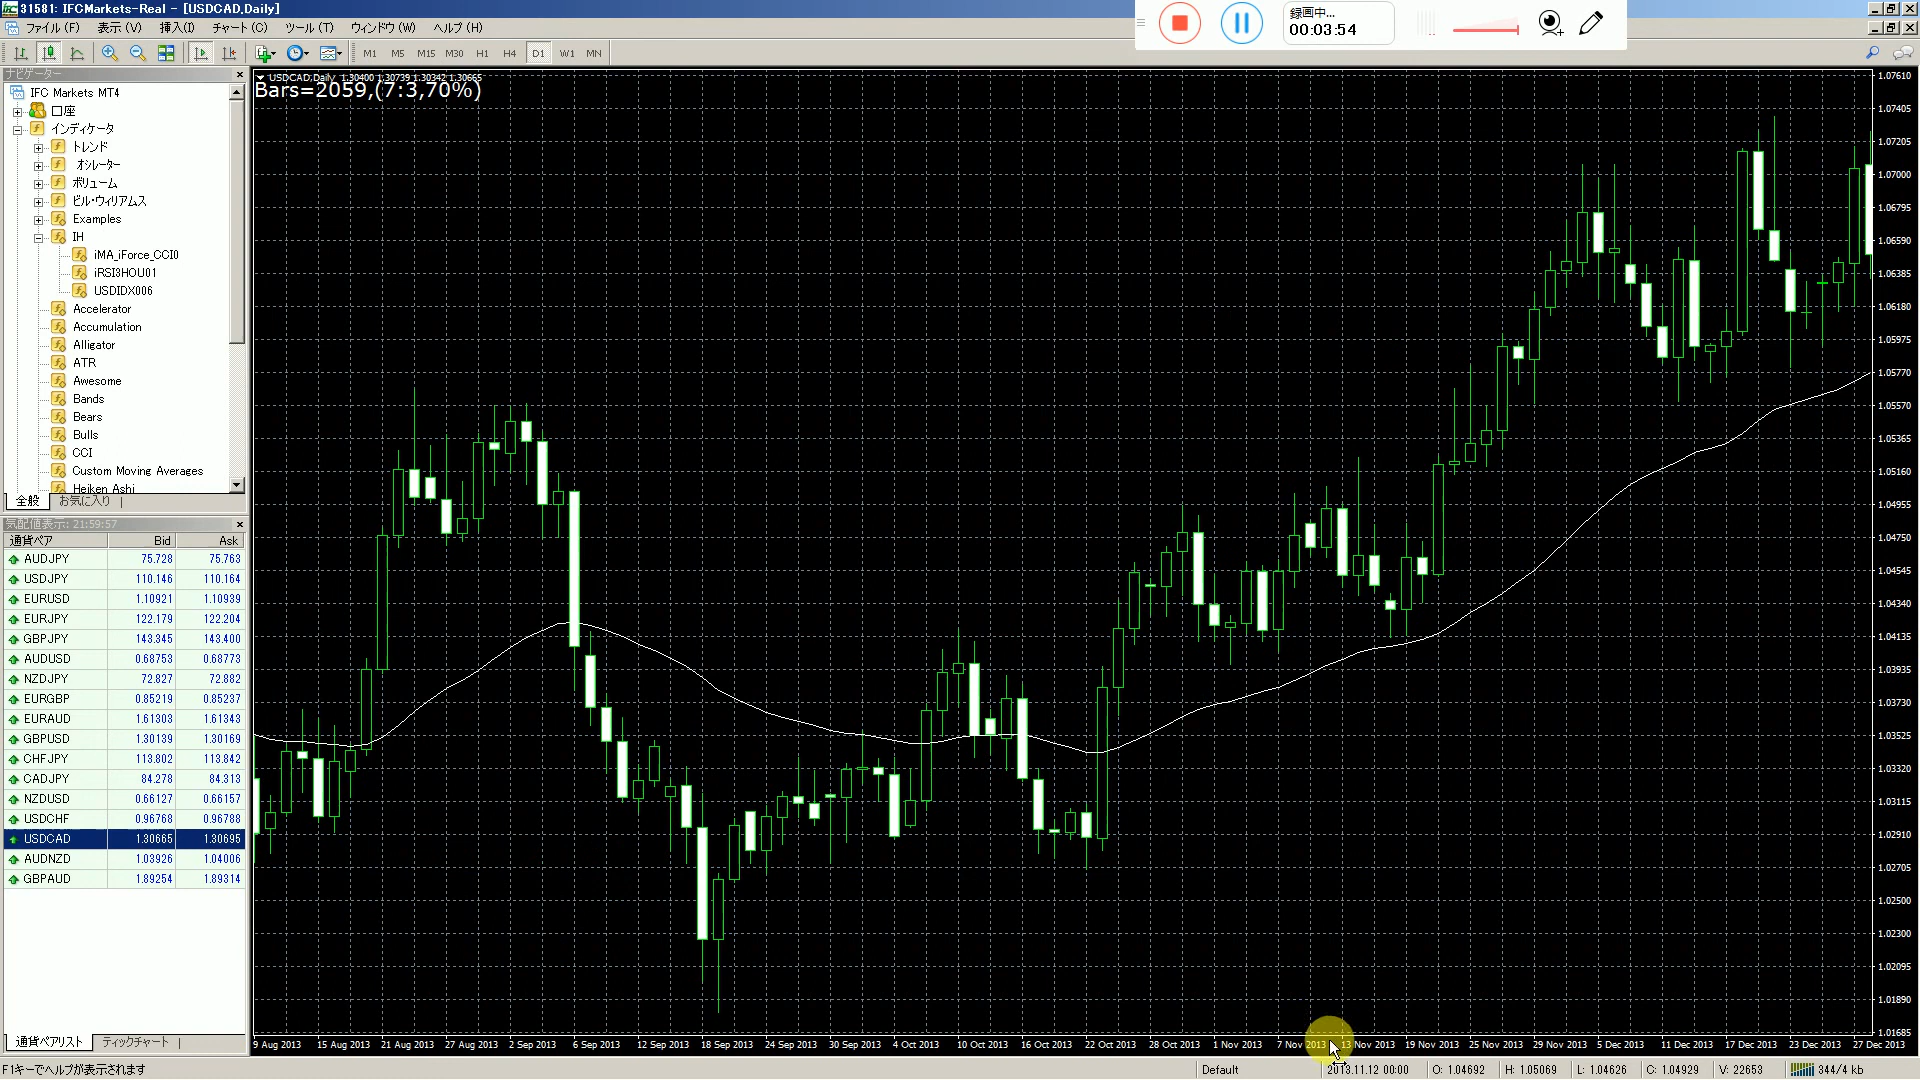 31581: IFCMarkets-Real - [USDCAD,Daily]
ファイル (F) 表示 (V) 挿入(I) チャート (C) ツール (T) ウィンドウ (W) ヘルプ (H)
録画中...
00:03:54
M1 M5 M15 M30 H1 H4 D1 W1 MN
ナビゲーター
IFC Markets MT4
口座
インディケータ
トレンド
オシレーター
ボリューム
ビル・ウィリアムス
Examples
IH
iMA_iForce_CCI0
iRSI3HOU01
USDIDX006
Accelerator
Accumulation
Alligator
ATR
Awesome
Bands
Bears
Bulls
CCI
Custom Moving Averages
Heiken Ashi
全般 お気に入り
気配値表示: 21:59:57
通貨ペア Bid Ask
AUDJPY 75.728 75.763
USDJPY 110.146 110.164
EURUSD 1.10921 1.10939
EURJPY 122.179 122.204
GBPJPY 143.345 143.400
AUDUSD 0.68753 0.68773
NZDJPY 72.827 72.882
EURGBP 0.85219 0.85237
EURAUD 1.61303 1.61343
GBPUSD 1.30139 1.30169
CHFJPY 113.802 113.842
CADJPY 84.278 84.313
NZDUSD 0.66127 0.66157
USDCHF 0.96768 0.96788
USDCAD 1.30665 1.30695
AUDNZD 1.03926 1.04006
GBPAUD 1.89254 1.89314
通貨ペアリスト ティックチャート
USDCAD,Daily 1.30400 1.30739 1.30342 1.30665
Bars=2059,(7:3,70%)
1.07610
1.07405
1.07205
1.07000
1.06795
1.06590
1.06385
1.06180
1.05975
1.05770
1.05570
1.05365
1.05160
1.04955
1.04750
1.04545
1.04340
1.04135
1.03935
1.03730
1.03525
1.03320
1.03115
1.02910
1.02705
1.02500
1.02300
1.02095
1.01890
1.01685
9 Aug 2013 15 Aug 2013 21 Aug 2013 27 Aug 2013 2 Sep 2013 6 Sep 2013 12 Sep 2013 18 Sep 2013 24 Sep 2013 30 Sep 2013 4 Oct 2013 10 Oct 2013 16 Oct 2013 22 Oct 2013 28 Oct 2013 1 Nov 2013 7 Nov 2013 13 Nov 2013 19 Nov 2013 25 Nov 2013 29 Nov 2013 5 Dec 2013 11 Dec 2013 17 Dec 2013 23 Dec 2013 27 Dec 2013
F1キーでヘルプが表示されます Default 2013.11.12 00:00 O: 1.04692 H: 1.05069 L: 1.04626 C: 1.04929 V: 22653 344/4 kb